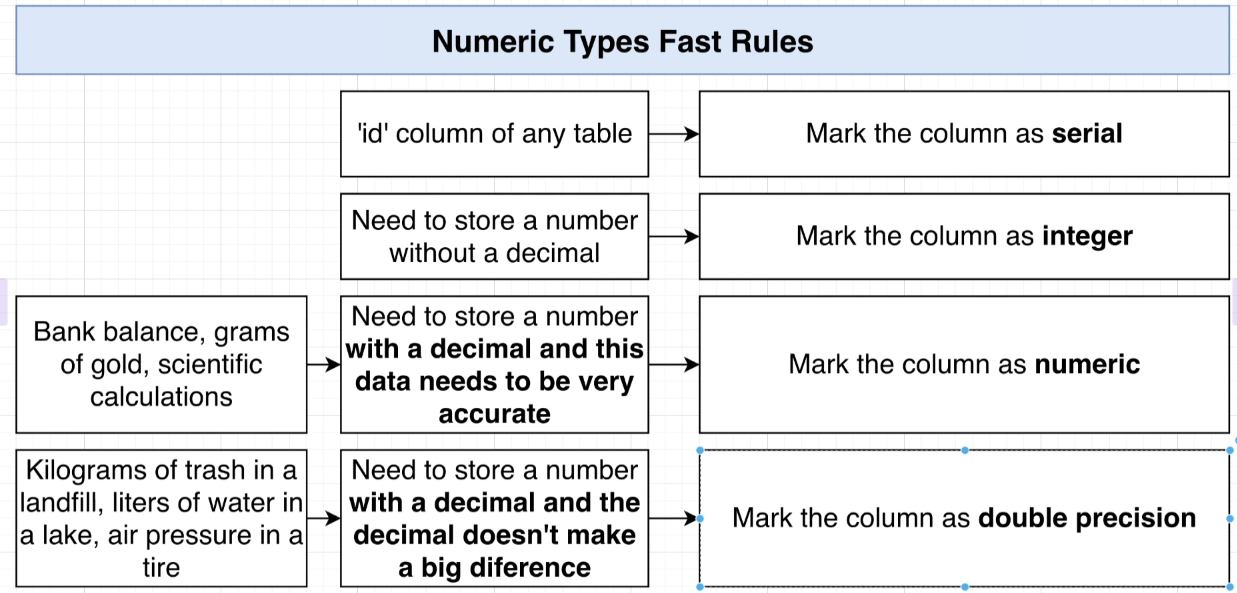 Numeric Types Fast Rules
'id' column of any table
Mark the column as serial
Need to store a number
without a decimal
Mark the column as integer
Bank balance, grams
of gold, scientific
calculations
Need to store a number
with a decimal and this
data needs to be very
accurate
Mark the column as numeric
Kilograms of trash in a
landfill, liters of water in
a lake, air pressure in a
tire
Need to store a number
with a decimal and the
decimal doesn't make
a big diference
Mark the column as double precision